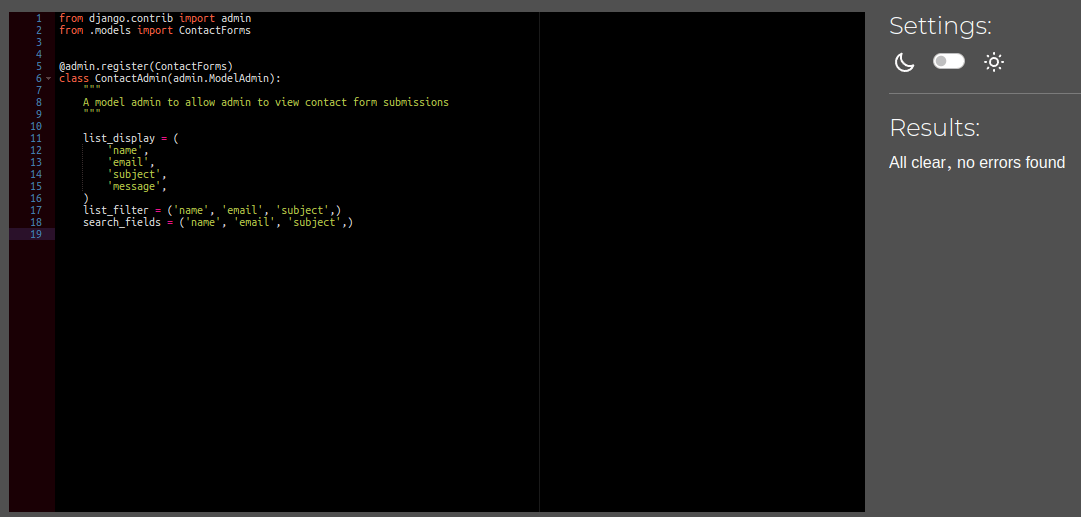 1 from django.contrib import admin
2 from .models import ContactForms
3
4
5 @admin.register(ContactForms)
6 class ContactAdmin(admin.ModelAdmin):
7     """
8     A model admin to allow admin to view contact form submissions
9     """
10
11     list_display = (
12         'name',
13         'email',
14         'subject',
15         'message',
16     )
17     list_filter = ('name', 'email', 'subject',)
18     search_fields = ('name', 'email', 'subject',)
19
Settings:
Results:
All clear, no errors found